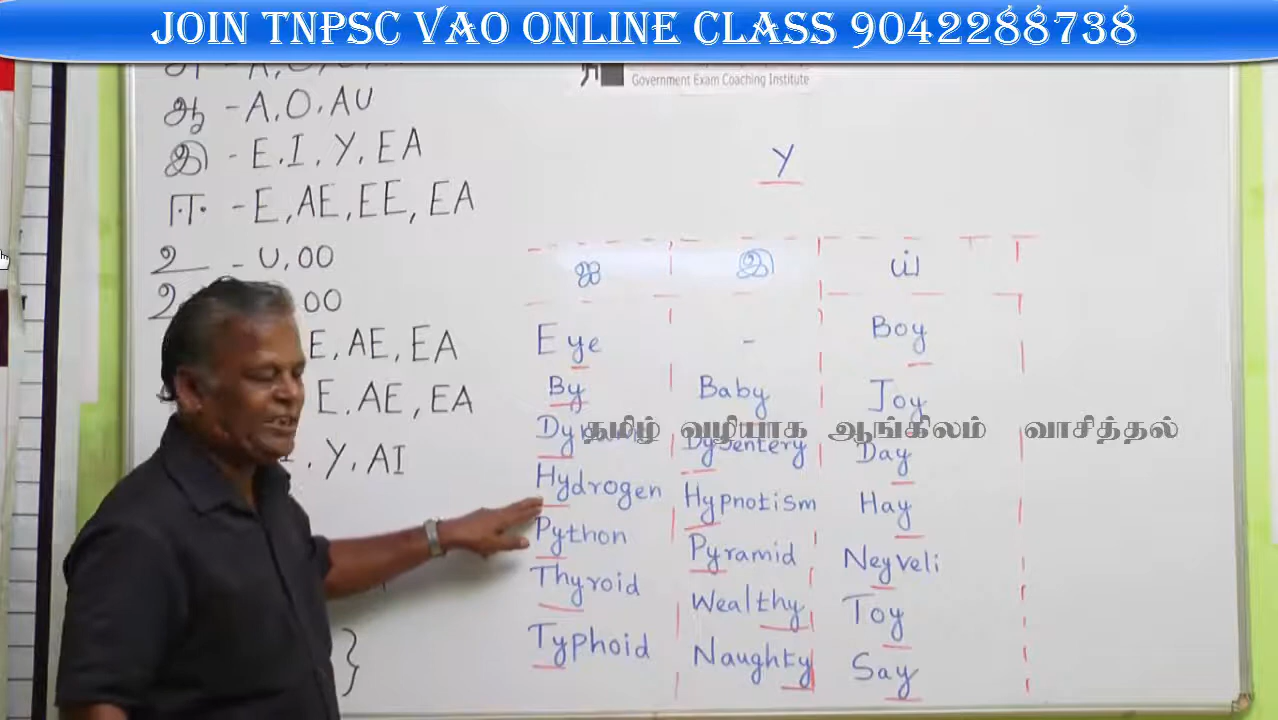 JOIN TNPSC VAO ONLINE CLASS 9042288738
Government Exam Coaching Institute
ஆ - A, O, AU
இ - E, I, Y, EA
ஈ - E, AE, EE, EA
உ - U, OO
OO
E, AE, EA
E, AE, EA
Y, AI
Y
ஐ இ ய்
Eye - Boy
By Baby Joy
தமிழ் வழியாக ஆங்கிலம் வாசித்தல்
Dysentery Day
Hydrogen Hypnotism Hay
Python Pyramid Neyveli
Thyroid Wealthy Toy
Typhoid Naughty Say